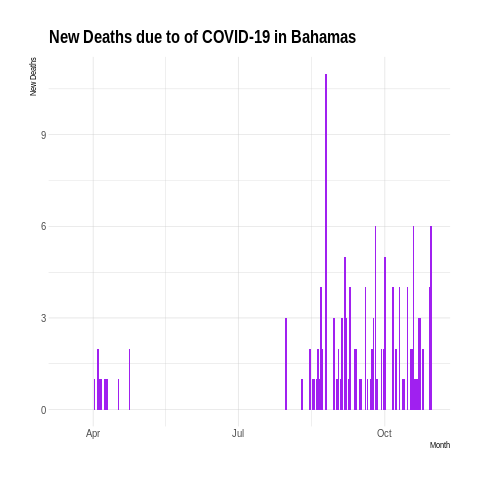 New Deaths due to of COVID-19 in Bahamas
New Deaths
9
6
3
0
Apr
Jul
Oct
Month